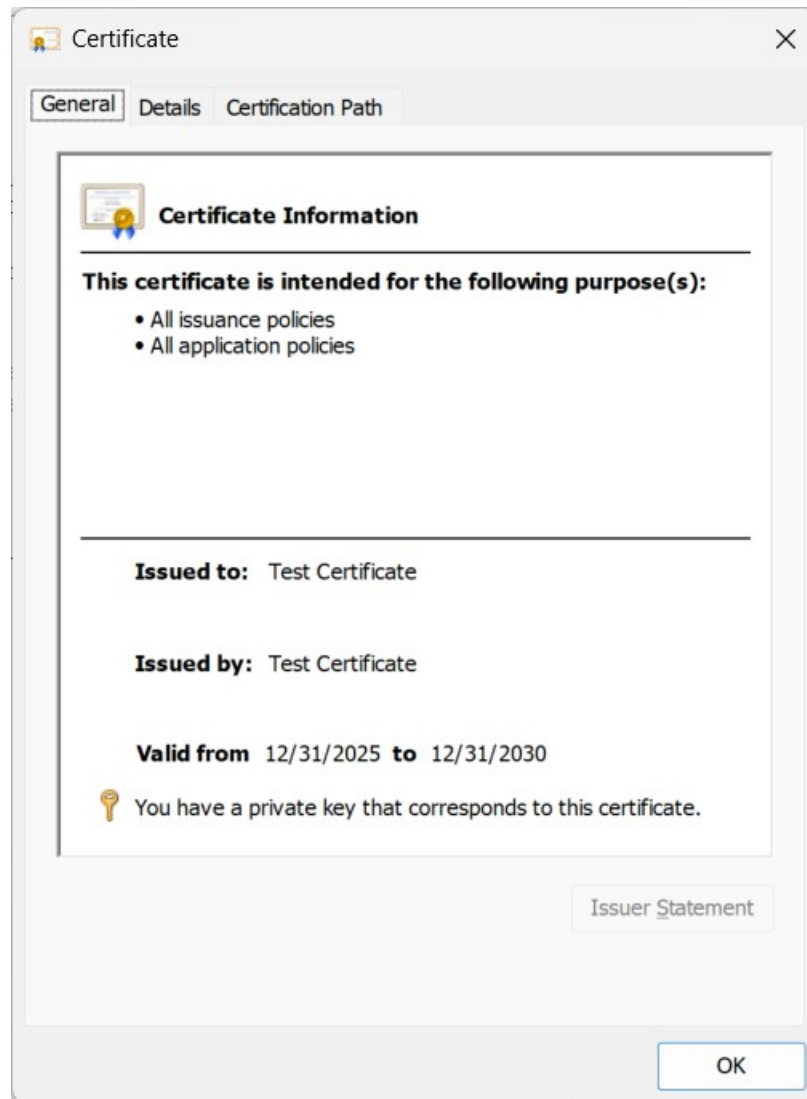 Certificate
General Details Certification Path
Certificate Information
This certificate is intended for the following purpose(s):
• All issuance policies
• All application policies
Issued to: Test Certificate
Issued by: Test Certificate
Valid from 12/31/2025 to 12/31/2030
You have a private key that corresponds to this certificate.
Issuer Statement
OK